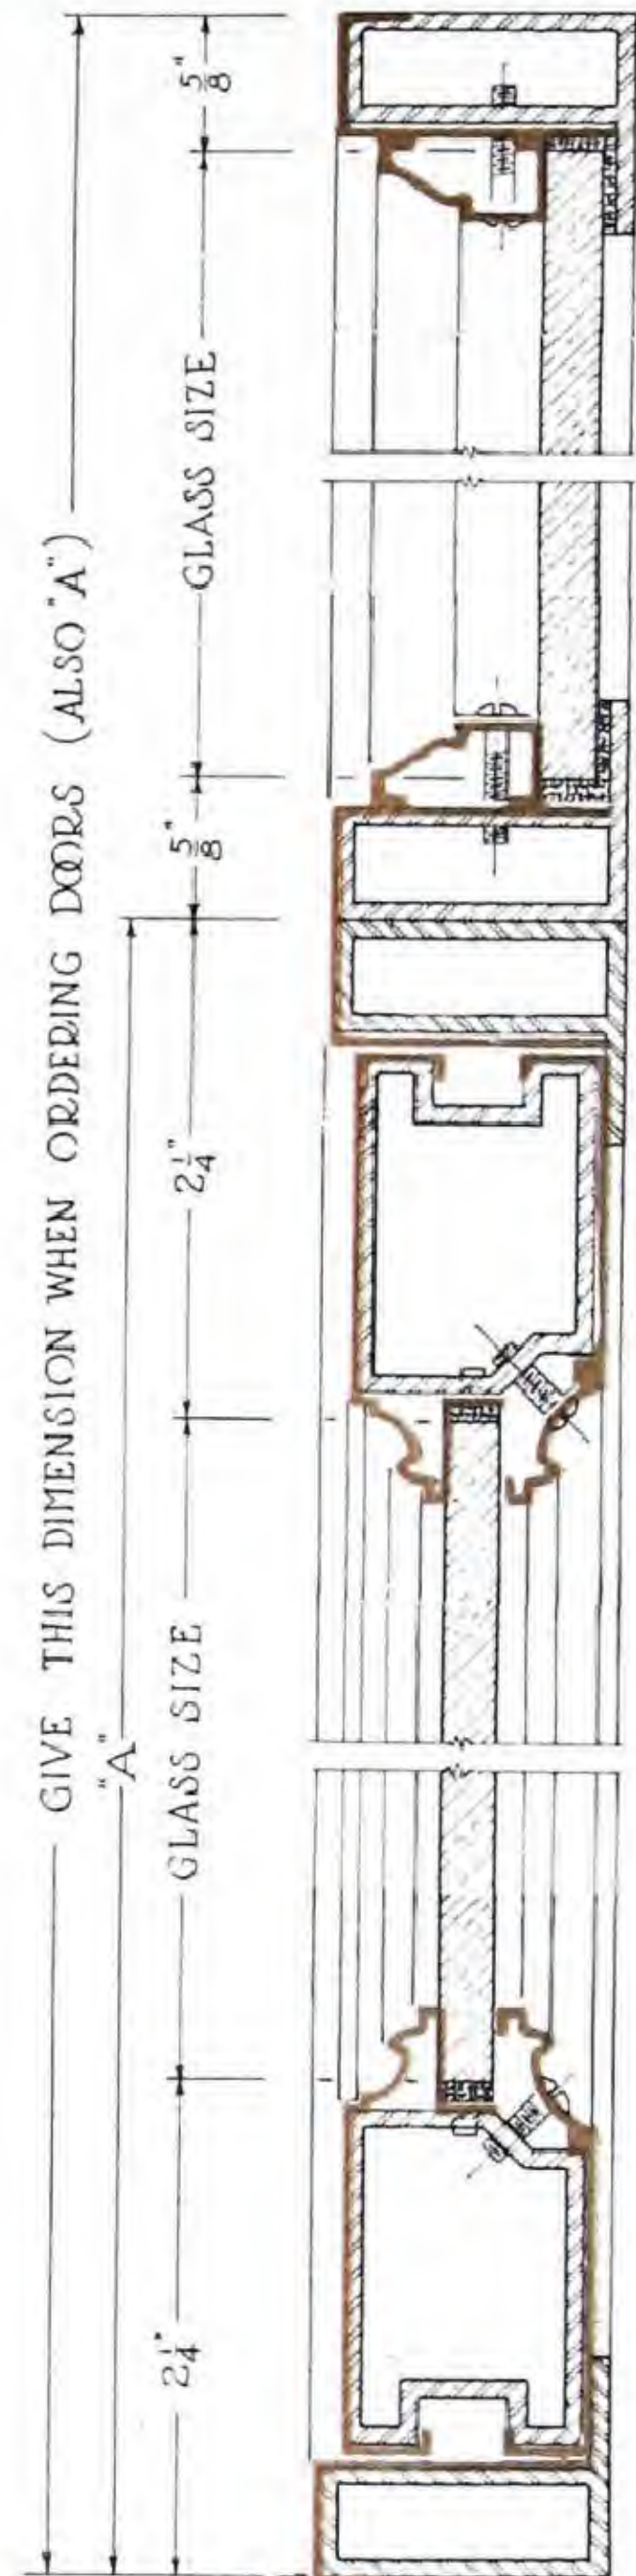 GIVE THIS DIMENSION WHEN ORDERING DOORS (ALSO "A")
"A"
2 1/4"
GLASS SIZE
2 1/4"
5/8"
GLASS SIZE
5/8"